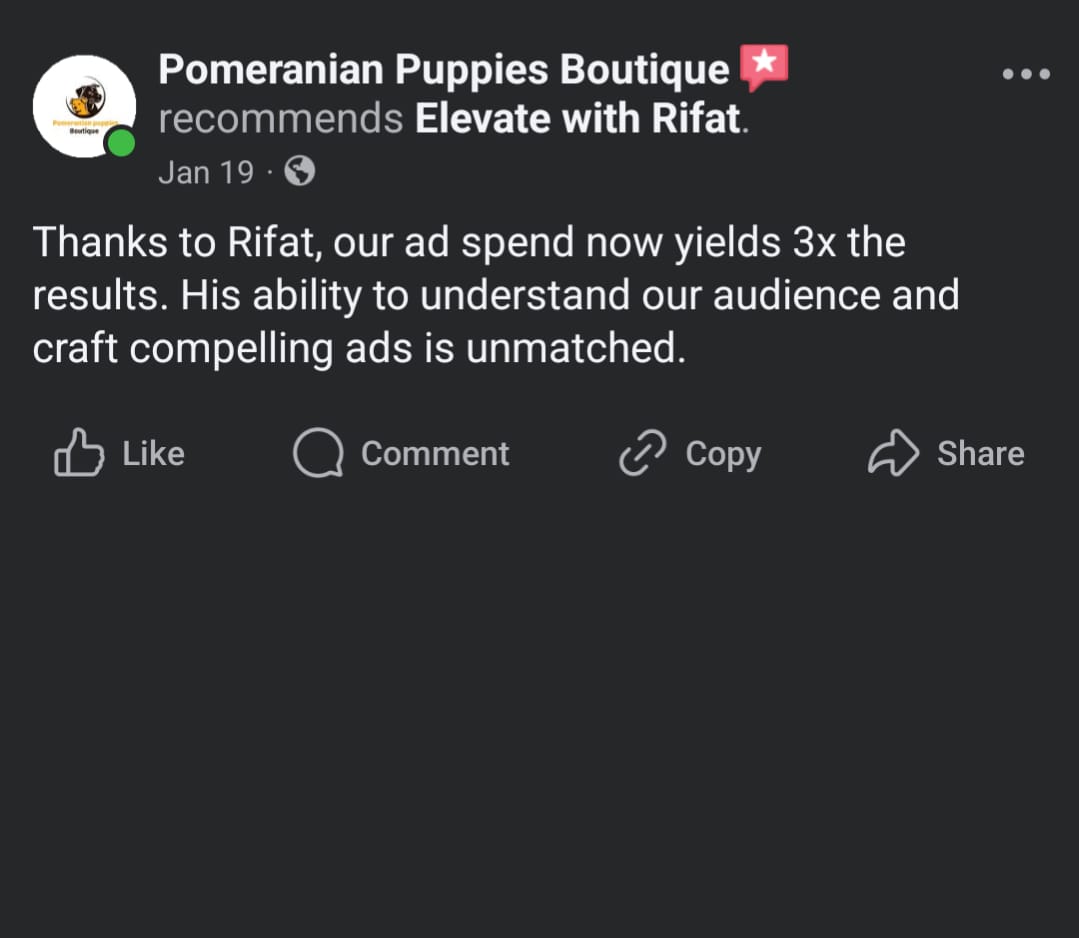 Pomeranian Puppies Boutique
recommends Elevate with Rifat.
Jan 19 ·
Pomeranian puppies
Boutique
Thanks to Rifat, our ad spend now yields 3x the
results. His ability to understand our audience and
craft compelling ads is unmatched.
Like
Comment
Copy
Share